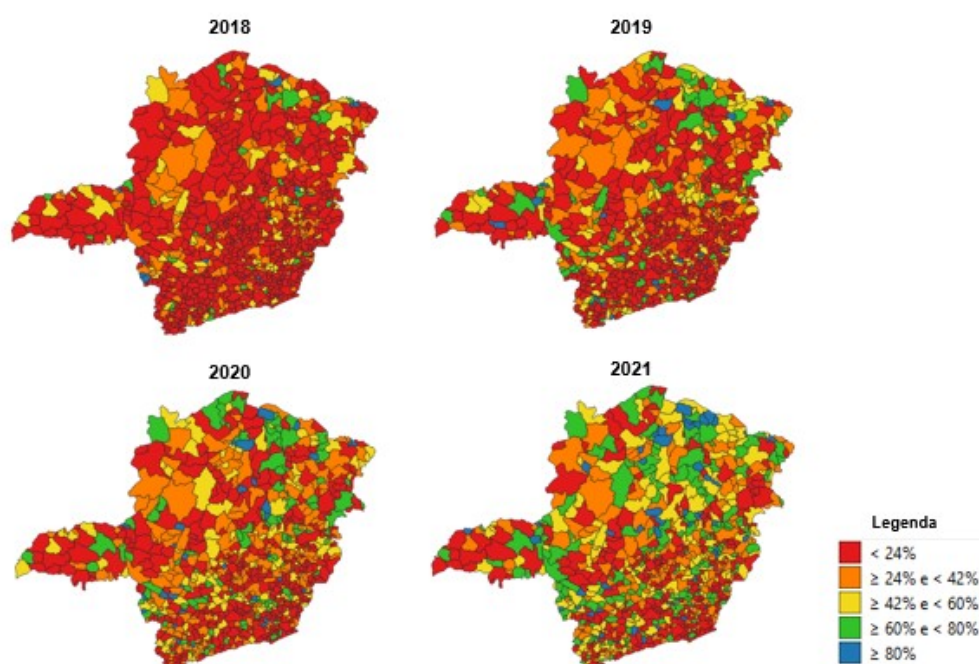 2018
2019
2020
2021
Legenda
< 24%
≥ 24% e < 42%
≥ 42% e < 60%
≥ 60% e < 80%
≥ 80%